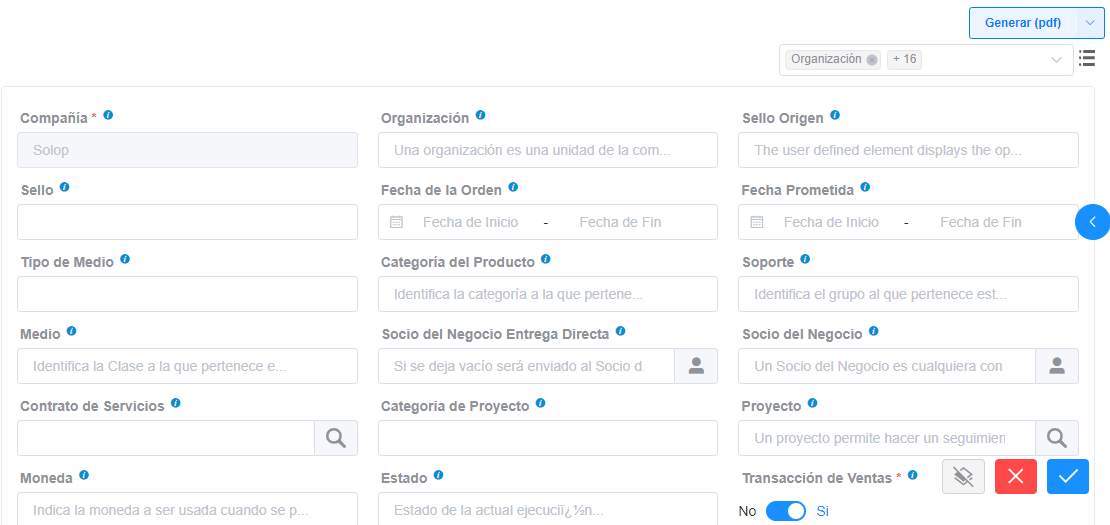 Generar (pdf)
Organización + 16
Compañía * Organización Sello Origen
Solop Una organización es una unidad de la com... The user defined element displays the op...
Sello Fecha de la Orden Fecha Prometida
Fecha de Inicio - Fecha de Fin Fecha de Inicio - Fecha de Fin
Tipo de Medio Categoría del Producto Soporte
Identifica la categoría a la que pertene... Identifica el grupo al que pertenece est...
Medio Socio del Negocio Entrega Directa Socio del Negocio
Identifica la Clase a la que pertenece e... Si se deja vacío será enviado al Socio d. Un Socio del Negocio es cualquiera con
Contrato de Servicios Categoria de Proyecto Proyecto
Un proyecto permite hacer un seguimien
Moneda Estado Transacción de Ventas *
Indica la moneda a ser usada cuando se p... Estado de la actual ejecuciï¿½n... No Si